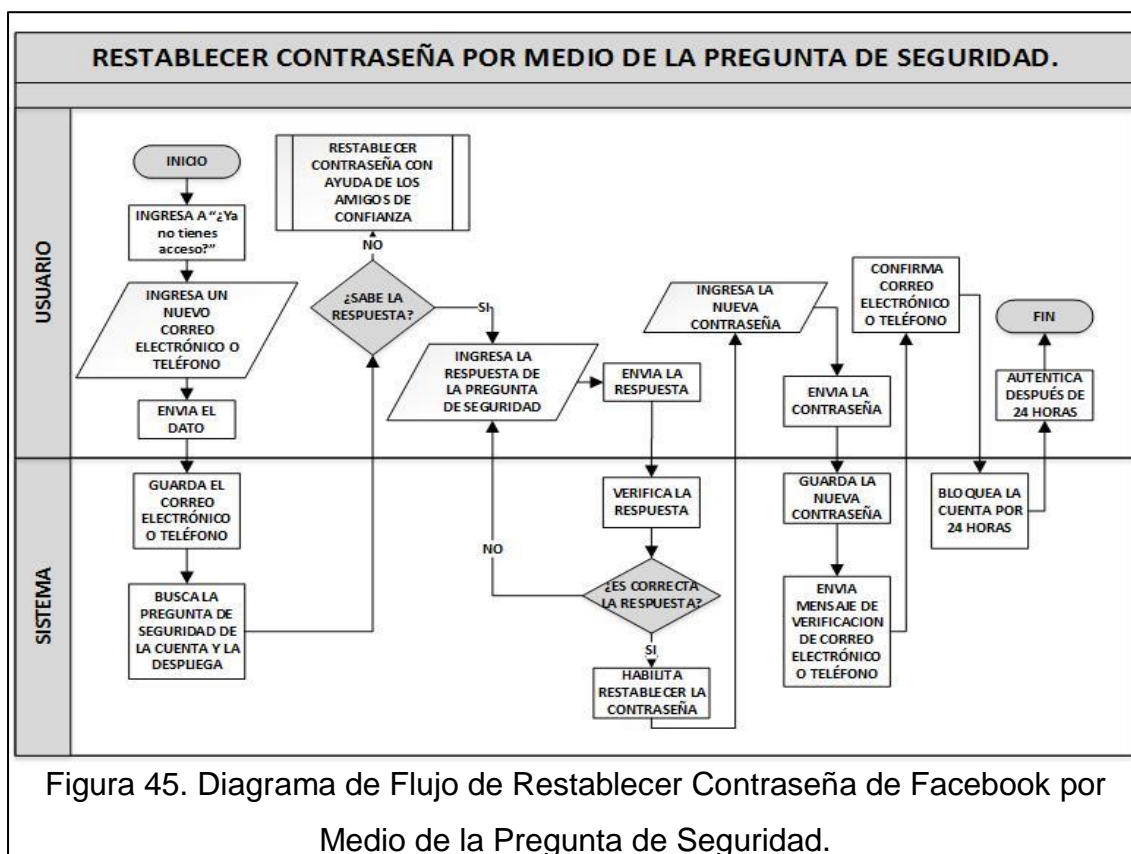 RESTABLECER CONTRASEÑA POR MEDIO DE LA PREGUNTA DE SEGURIDAD.
USUARIO
INICIO
INGRESA A “¿Ya
no tienes
acceso?”
INGRESA UN
NUEVO
CORREO
ELECTRÓNICO O
TELÉFONO
ENVIA EL
DATO
RESTABLECER
CONTRASEÑA CON
AYUDA DE LOS
AMIGOS DE
CONFIANZA
NO
¿SABE LA
RESPUESTA?
SI
INGRESA LA
RESPUESTA DE
LA PREGUNTA
DE SEGURIDAD
ENVIA LA
RESPUESTA
INGRESA LA
NUEVA
CONTRASEÑA
ENVIA LA
CONTRASEÑA
CONFIRMA
CORREO
ELECTRÓNICO
O TELÉFONO
FIN
AUTENTICA
DESPUÉS DE
24 HORAS
SISTEMA
GUARDA EL
CORREO
ELECTRÓNICO
O TELÉFONO
BUSCA LA
PREGUNTA DE
SEGURIDAD DE
LA CUENTA Y LA
DESPLIEGA
NO
VERIFICA LA
RESPUESTA
¿ES CORRECTA
LA RESPUESTA?
SI
HABILITA
RESTABLECER LA
CONTRASEÑA
GUARDA LA
NUEVA
CONTRASEÑA
ENVIA
MENSAJE DE
VERIFICACION
DE CORREO
ELECTRÓNICO
O TELÉFONO
BLOQUEA LA
CUENTA POR
24 HORAS
Figura 45. Diagrama de Flujo de Restablecer Contraseña de Facebook por
Medio de la Pregunta de Seguridad.